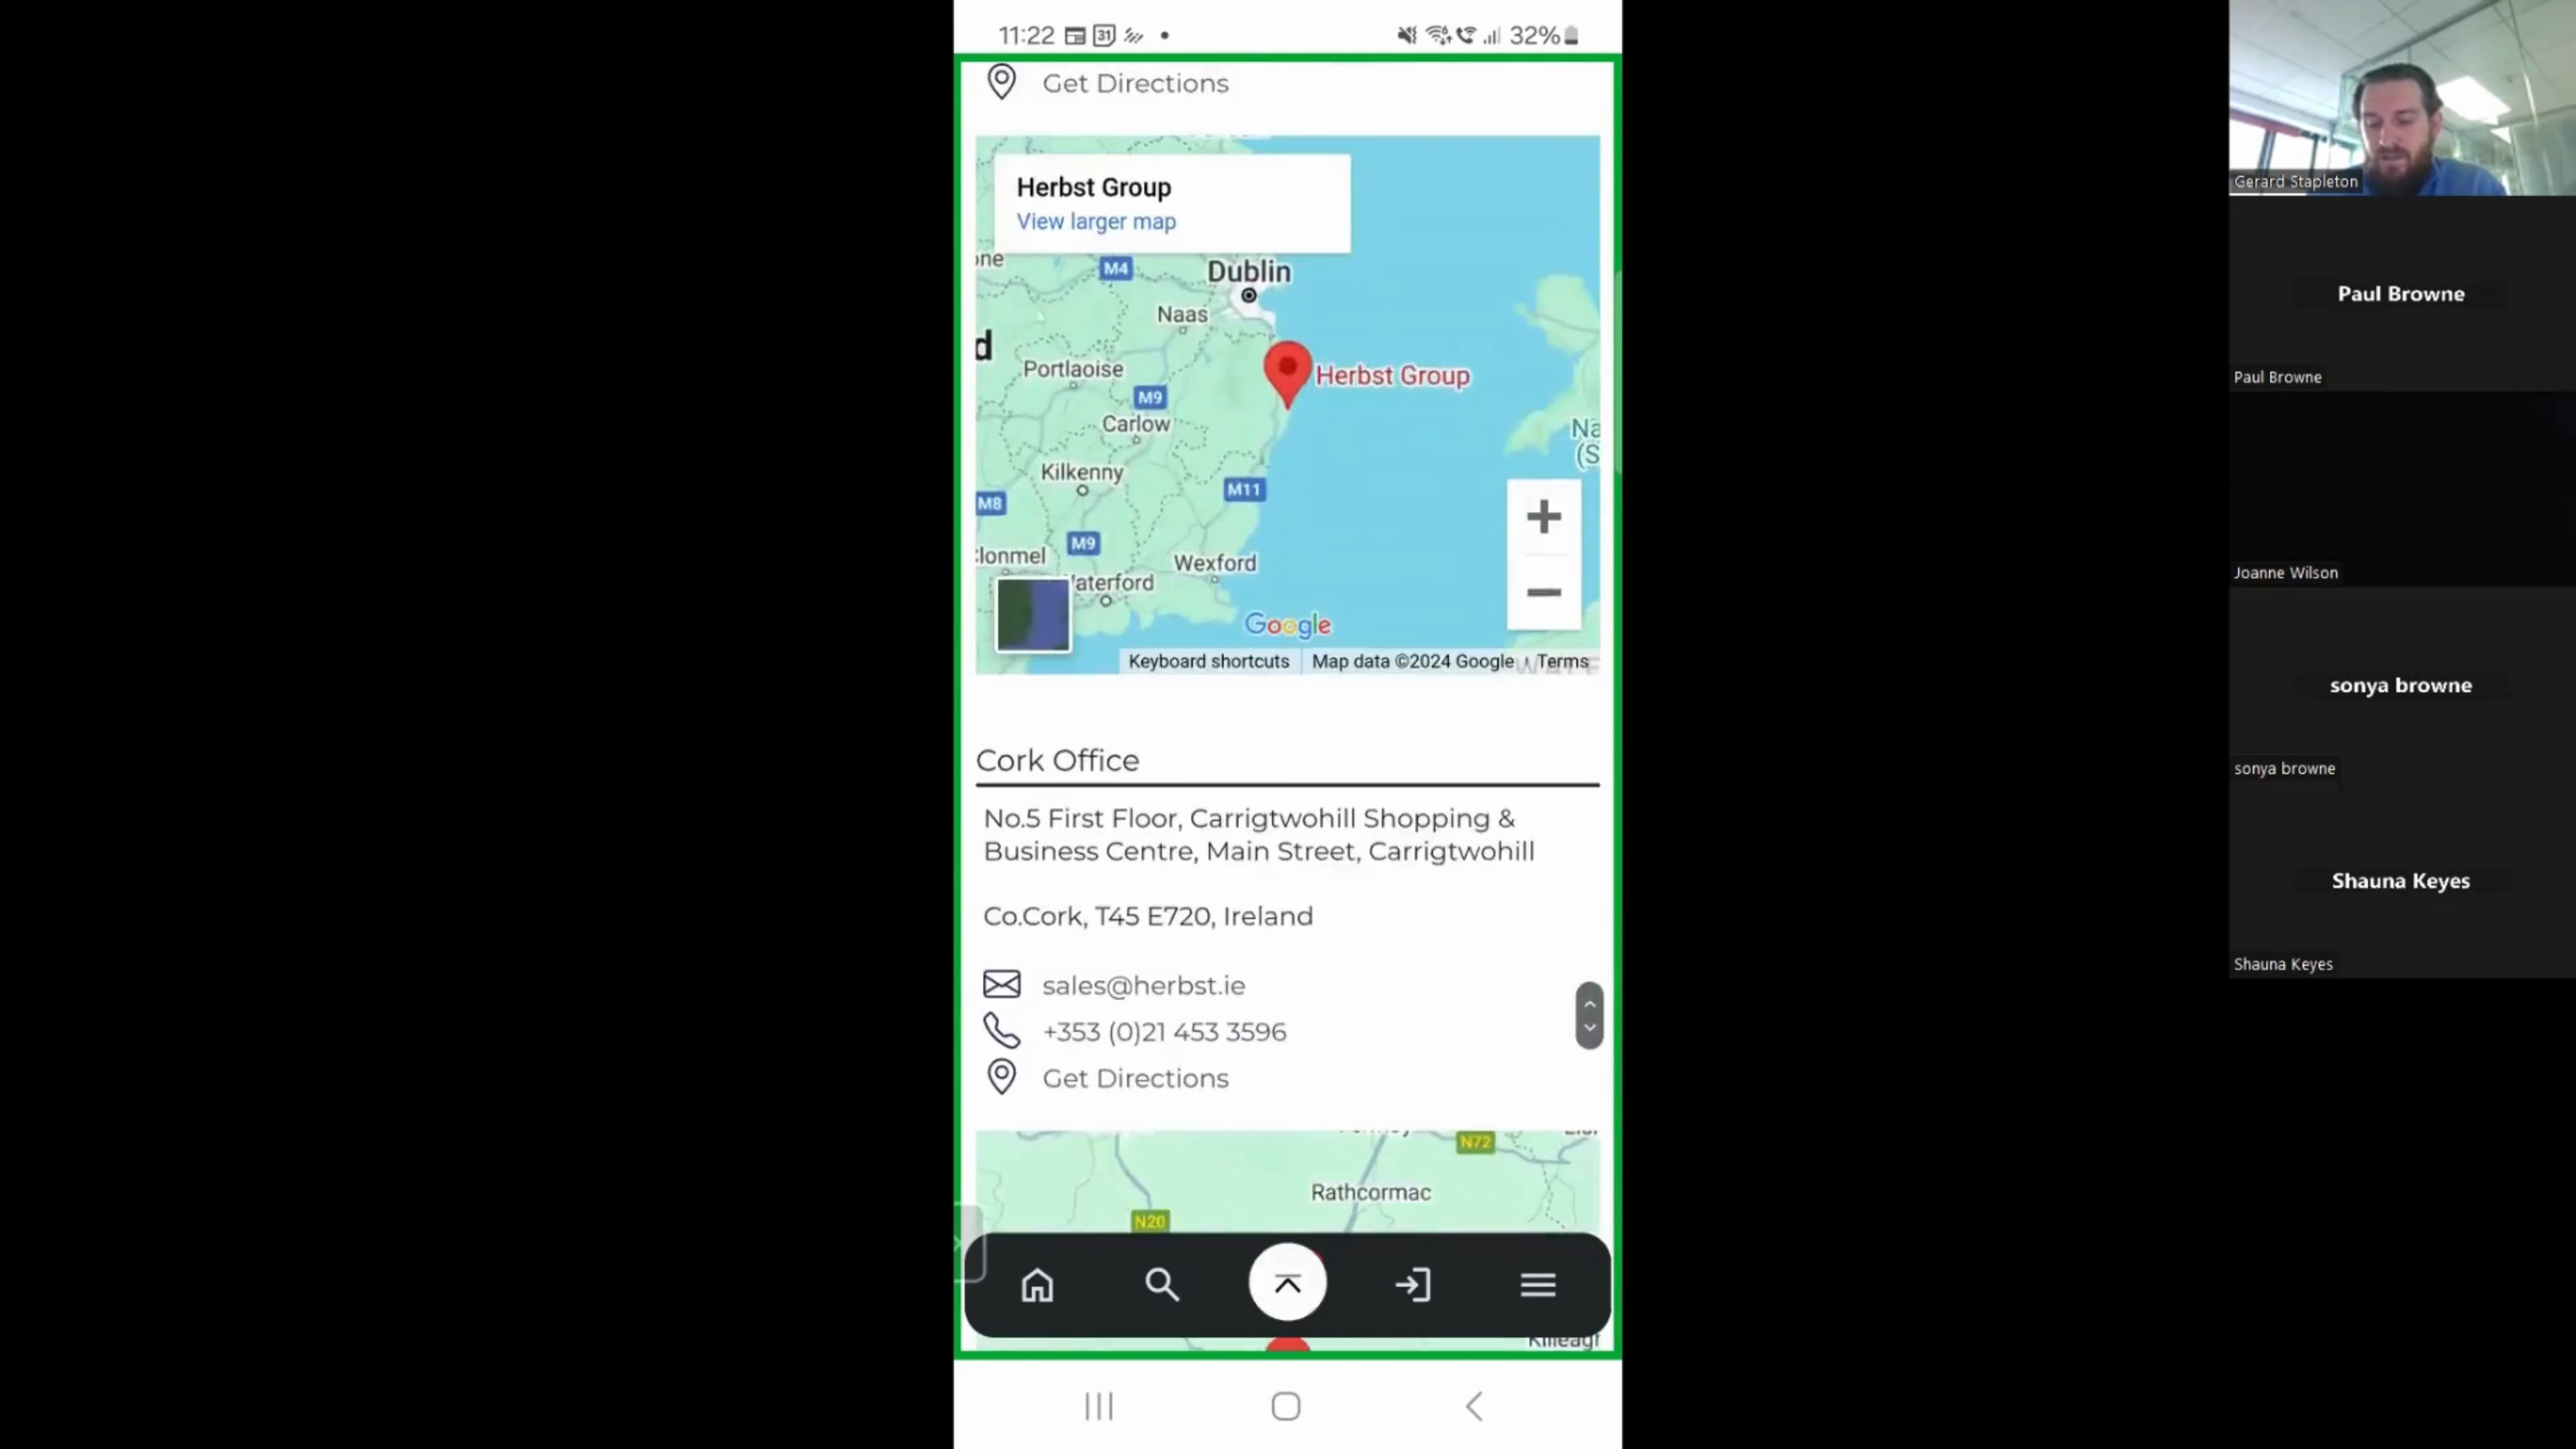 11:22
31
32%
Get Directions
Herbst Group
View larger map
M4
Dublin
Naas
Herbst Group
Portlaoise
M9
Carlow
Kilkenny
M11
M8
M9
Wexford
Google
Keyboard shortcuts
Map data ©2024 Google
Terms
Cork Office
No.5 First Floor, Carrigtwohill Shopping &
Business Centre, Main Street, Carrigtwohill
Co.Cork, T45 E720, Ireland
sales@herbst.ie
+353 (0)21 453 3596
Get Directions
N72
Rathcormac
N20
Gerard Stapleton
Paul Browne
Paul Browne
Joanne Wilson
sonya browne
sonya browne
Shauna Keyes
Shauna Keyes